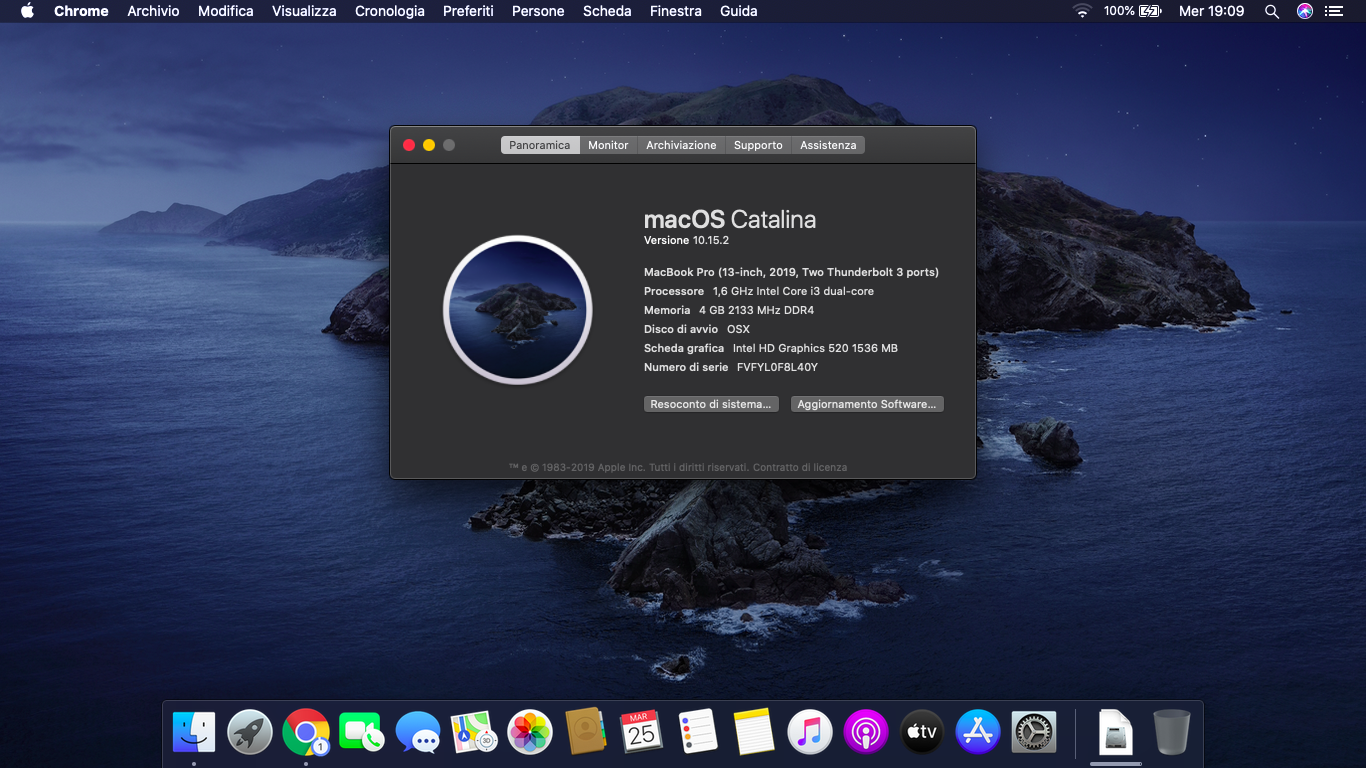 Chrome Archivio Modifica Visualizza Cronologia Preferiti Persone Scheda Finestra Guida 100% Mer 19:09
Panoramica Monitor Archiviazione Supporto Assistenza
macOS Catalina
Versione 10.15.2
MacBook Pro (13-inch, 2019, Two Thunderbolt 3 ports)
Processore 1,6 GHz Intel Core i3 dual-core
Memoria 4 GB 2133 MHz DDR4
Disco di avvio OSX
Scheda grafica Intel HD Graphics 520 1536 MB
Numero di serie FVFYL0F8L40Y
Resoconto di sistema... Aggiornamento Software...
™ e © 1983-2019 Apple Inc. Tutti i diritti riservati. Contratto di licenza
1 3D MAR 25 tv